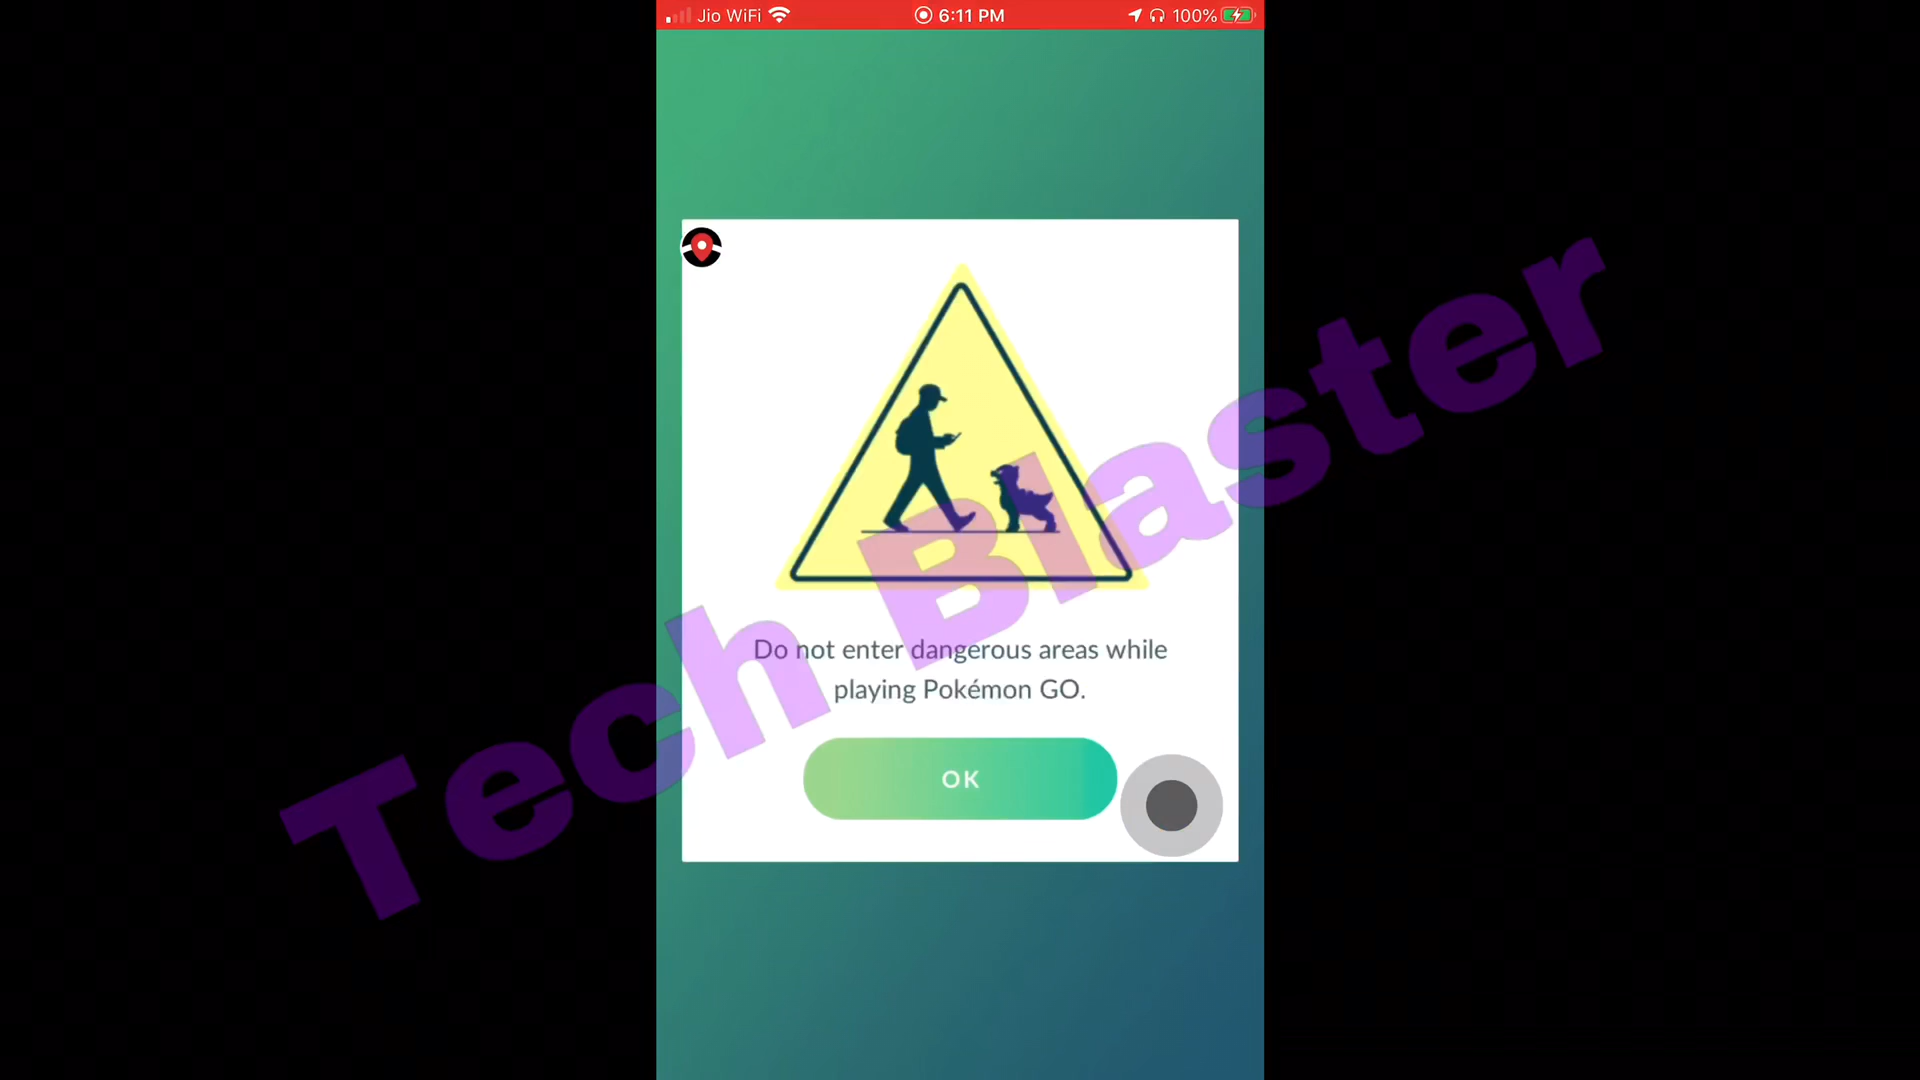 Jio WiFi 6:11 PM 100%
Tech Blaster
Do not enter dangerous areas while
playing Pokémon GO.
OK